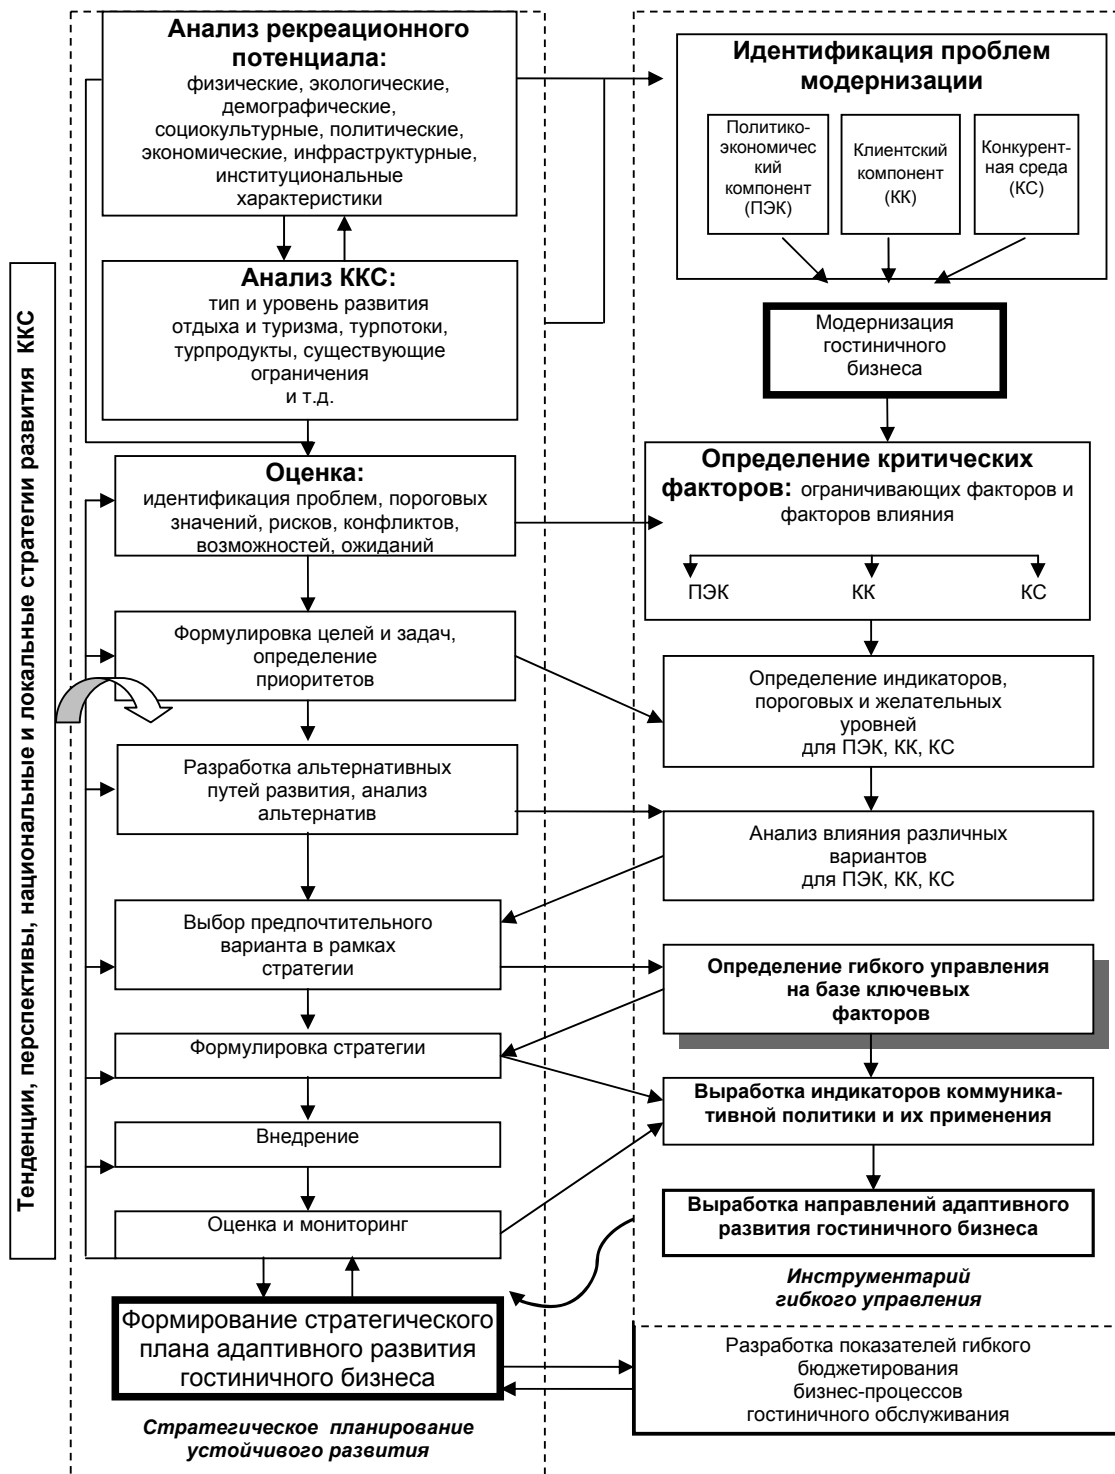 Тенденции, перспективы, национальные и локальные стратегии развития ККС
Анализ рекреационного
потенциала:
физические, экологические,
демографические,
социокультурные, политические,
экономические, инфраструктурные,
институциональные
характеристики
Анализ ККС:
тип и уровень развития
отдыха и туризма, турпотоки,
турпродукты, существующие
ограничения
и т.д.
Оценка:
идентификация проблем, пороговых
значений, рисков, конфликтов,
возможностей, ожиданий
Формулировка целей и задач,
определение
приоритетов
Разработка альтернативных
путей развития, анализ
альтернатив
Выбор предпочтительного
варианта в рамках
стратегии
Формулировка стратегии
Внедрение
Оценка и мониторинг
Формирование стратегического
плана адаптивного развития
гостиничного бизнеса
Стратегическое планирование
устойчивого развития
Идентификация проблем
модернизации
Политико-
экономичес
кий
компонент
(ПЭК)
Клиентский
компонент
(КК)
Конкурент-
ная среда
(КС)
Модернизация
гостиничного
бизнеса
Определение критических
факторов: ограничивающих факторов и
факторов влияния
ПЭК КК КС
Определение индикаторов,
пороговых и желательных
уровней
для ПЭК, КК, КС
Анализ влияния различных
вариантов
для ПЭК, КК, КС
Определение гибкого управления
на базе ключевых
факторов
Выработка индикаторов коммуника-
тивной политики и их применения
Выработка направлений адаптивного
развития гостиничного бизнеса
Инструментарий
гибкого управления
Разработка показателей гибкого
бюджетирования
бизнес-процессов
гостиничного обслуживания